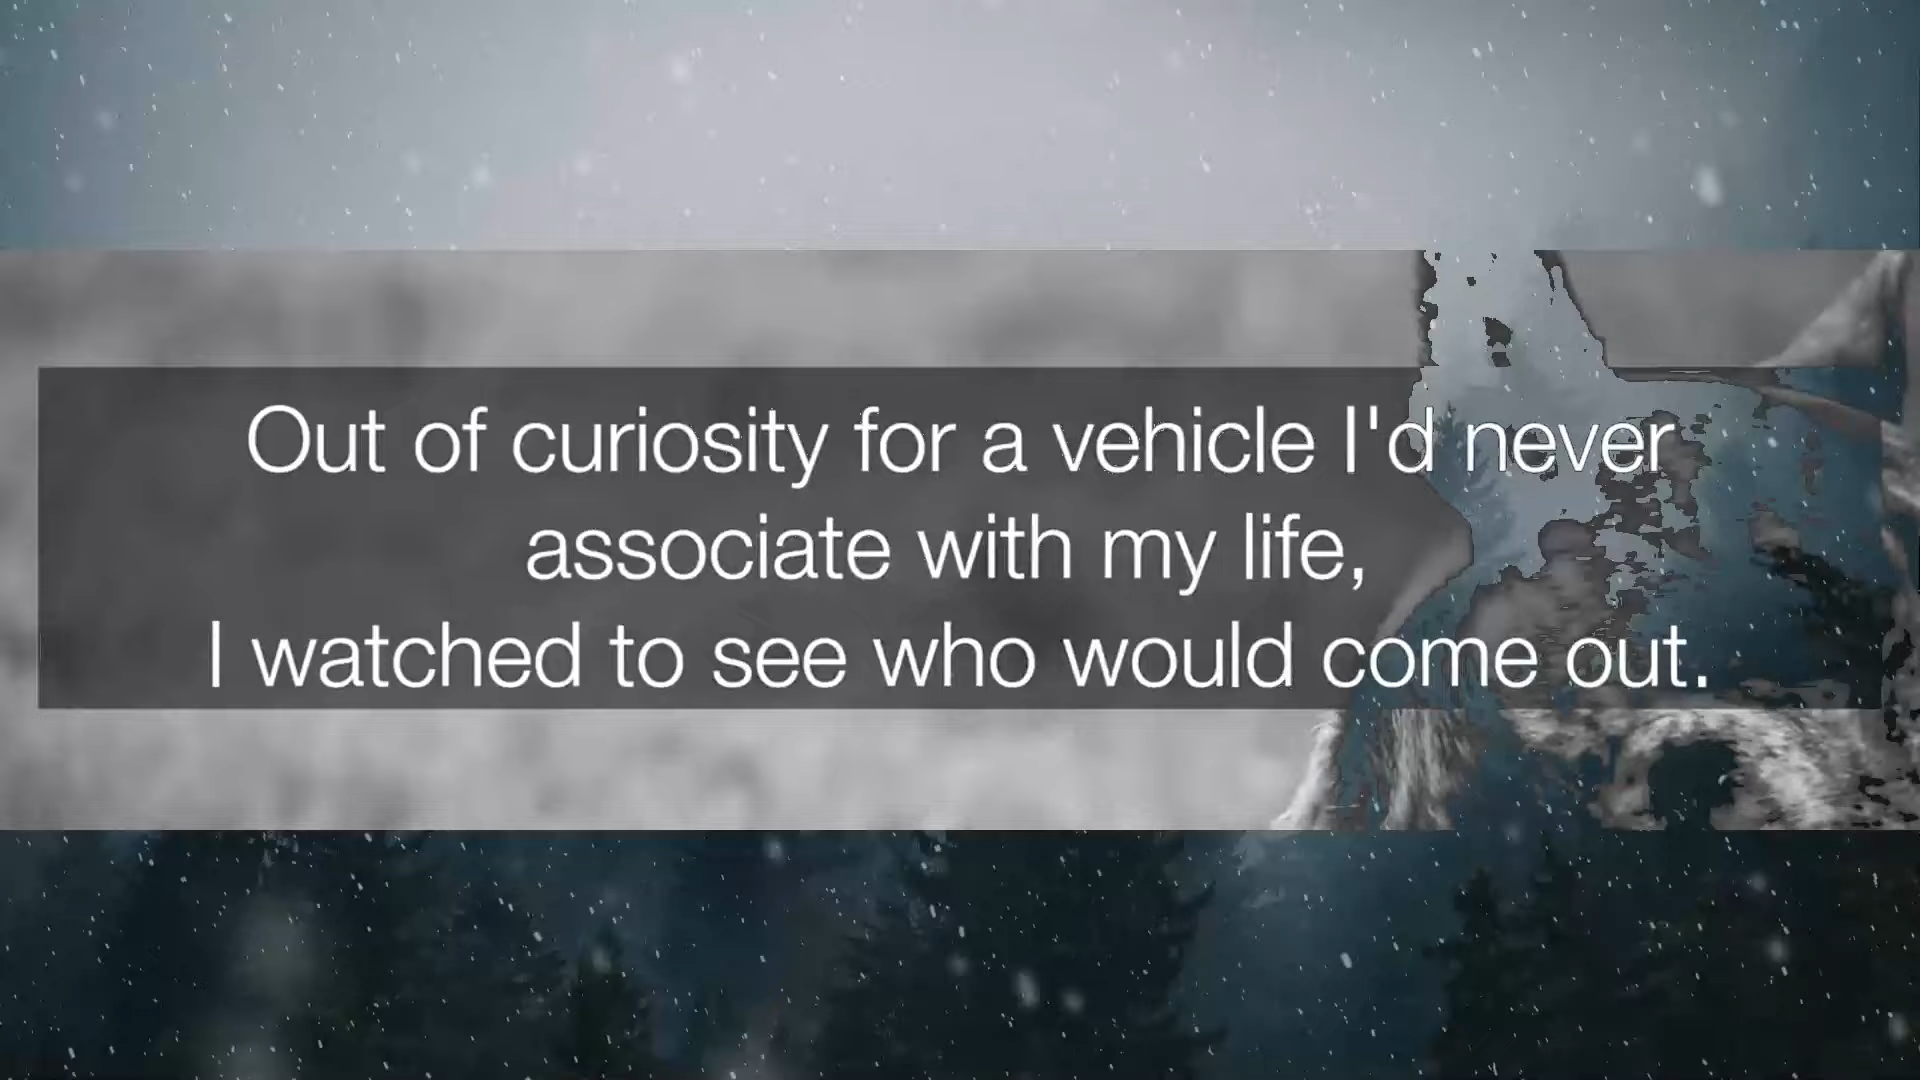 Out of curiosity for a vehicle I'd never
associate with my life,
I watched to see who would come out.